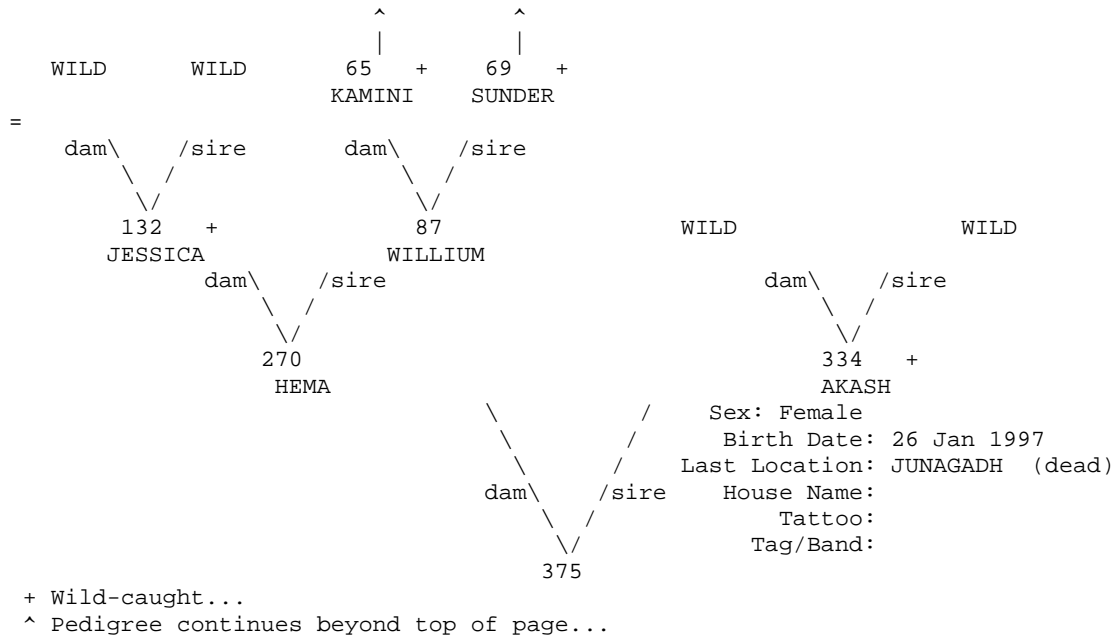 ^ ^
| |
WILD WILD 65 + 69 +
KAMINI SUNDER
=
dam\ /sire dam\ /sire
\ / \ /
\/ \/
132 + 87 WILD WILD
JESSICA WILLIUM
dam\ /sire dam\ /sire
\ / \ /
\/ \/
270 334 +
HEMA AKASH
\ / Sex: Female
\ / Birth Date: 26 Jan 1997
\ / Last Location: JUNAGADH (dead)
dam\ /sire House Name:
\ / Tattoo:
\/ Tag/Band:
375
+ Wild-caught...
^ Pedigree continues beyond top of page...